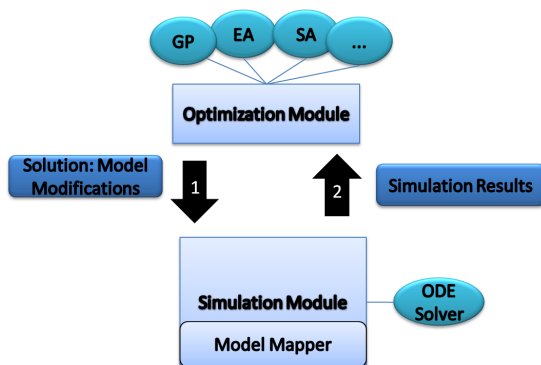 GP
EA
SA
...
Optimization Module
Solution: Model
Modifications
1
2
Simulation Results
Simulation Module
ODE
Solver
Model Mapper